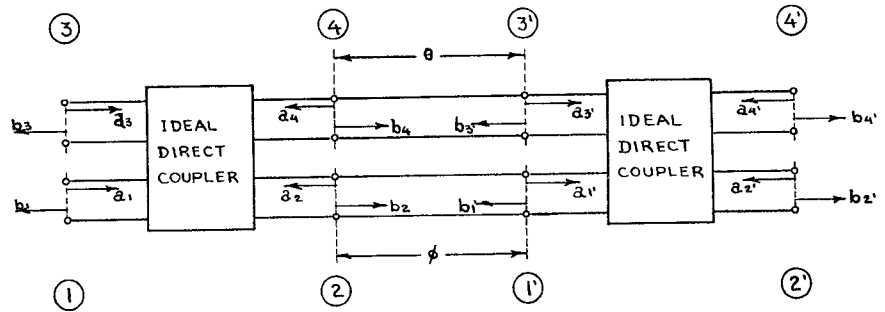 3 4 3' 4'
θ
b3 a3 a4 b4 b3' a3' a4' b4'
IDEAL DIRECT COUPLER
IDEAL DIRECT COUPLER
b1 a1 a2 b2 b1' a1' a2' b2'
ϕ
1 2 1' 2'